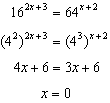 16^{2x+3} = 64^{x+2}
(4^2)^{2x+3} = (4^3)^{x+2}
4x + 6 = 3x + 6
x = 0